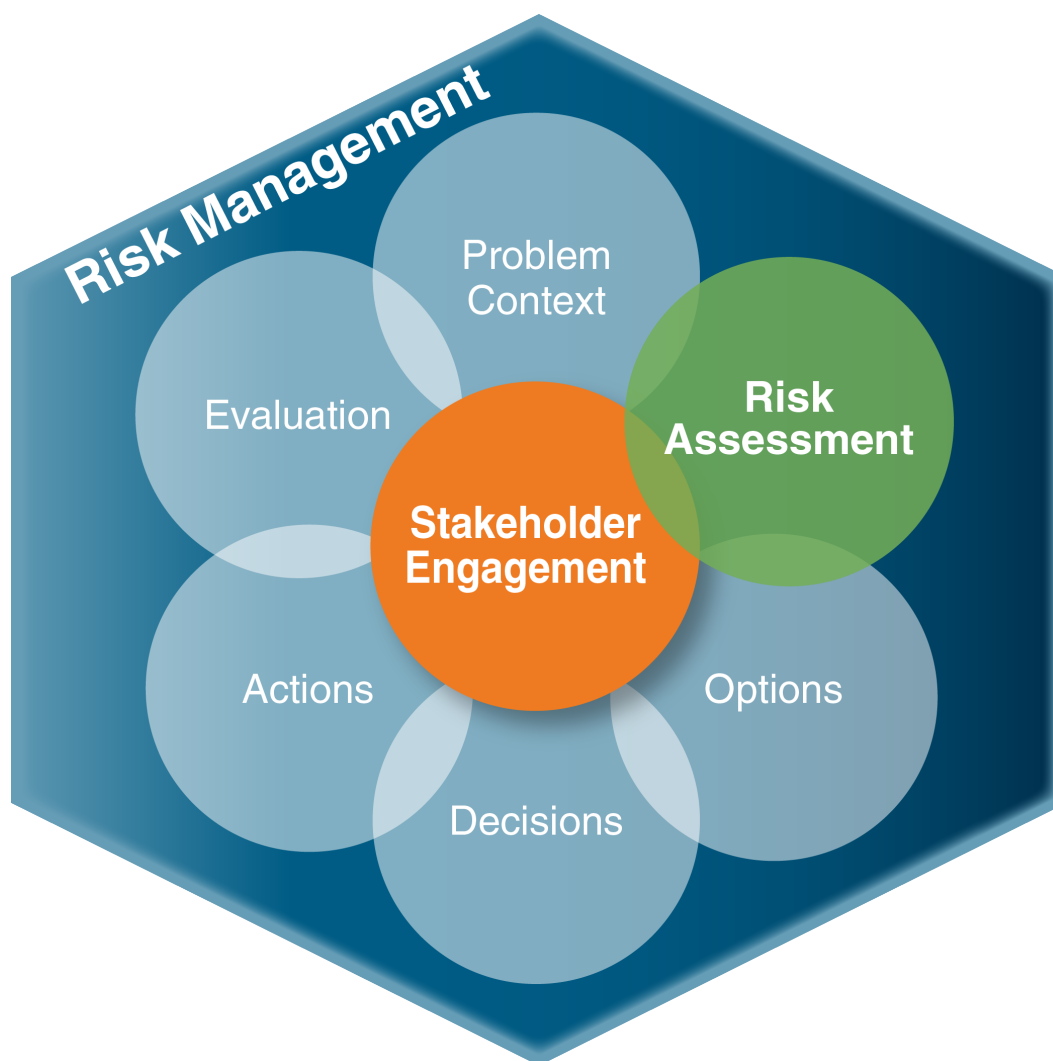 Risk Management
Problem
Context
Risk
Assessment
Evaluation
Stakeholder
Engagement
Actions
Options
Decisions